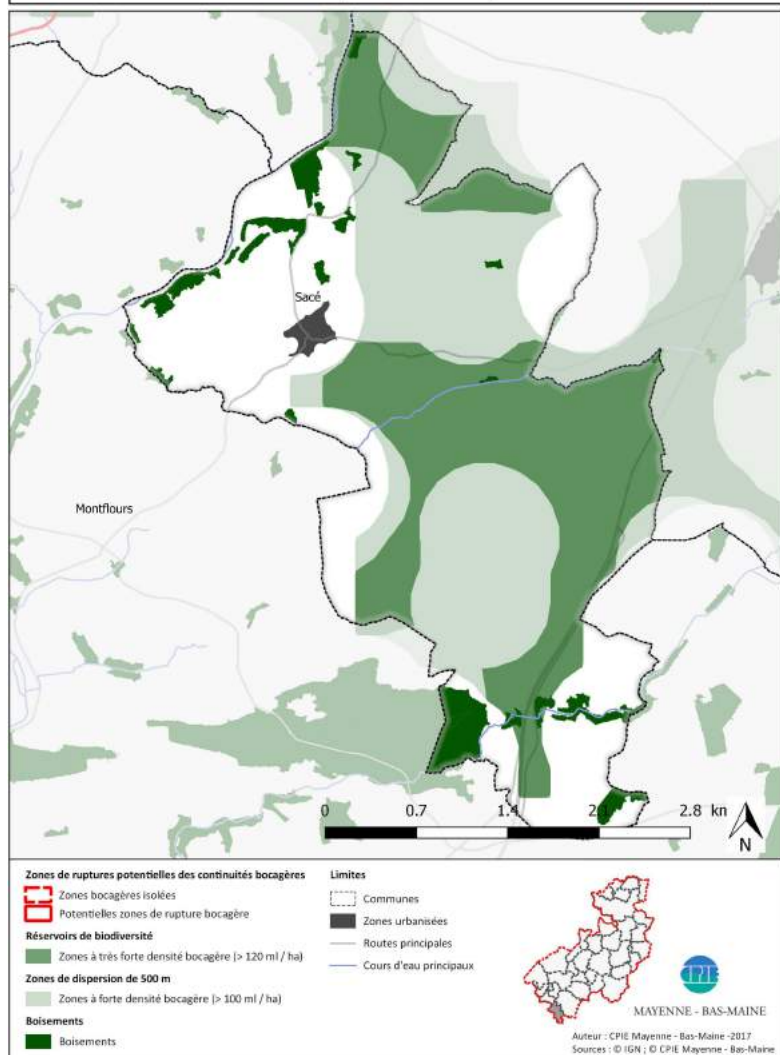 Sacé
Montflours
0 0.7 1.4 2.1 2.8 kn
N
Zones de ruptures potentielles des continuités bocagères
Zones bocagères isolées
Potentielles zones de rupture bocagère
Réservoirs de biodiversité
Zones à très forte densité bocagère (> 120 ml / ha)
Zones de dispersion de 500 m
Zones à forte densité bocagère (> 100 ml / ha)
Boisements
Boisements
Limites
Communes
Zones urbanisées
Routes principales
Cours d'eau principaux
CPIE
MAYENNE - BAS-MAINE
Auteur : CPIE Mayenne - Bas-Maine -2017
Sources : © IGN ; © CPIE Mayenne - Bas-Maine